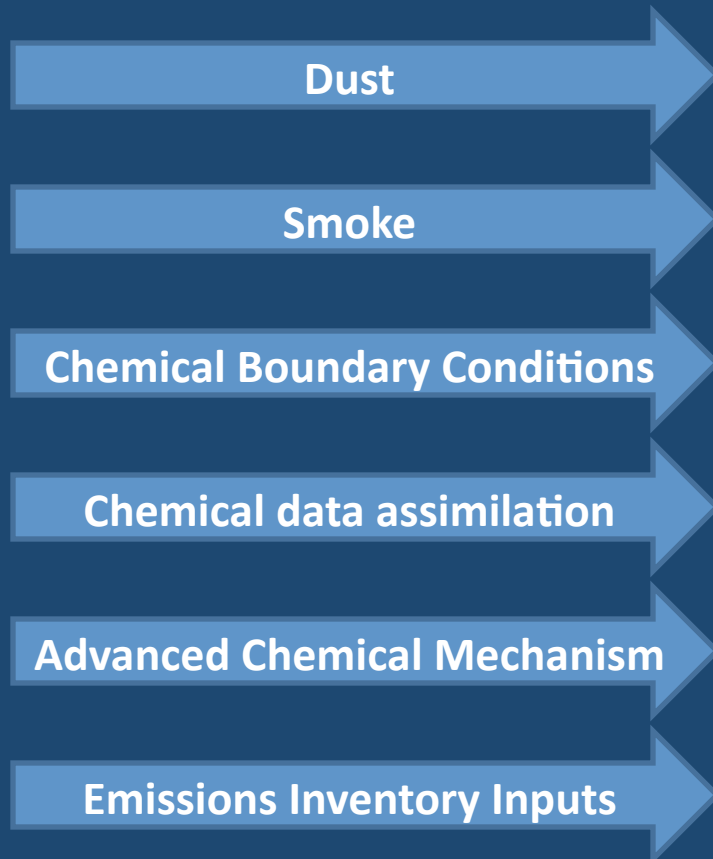 Dust
Smoke
Chemical Boundary Conditions
Chemical data assimilation
Advanced Chemical Mechanism
Emissions Inventory Inputs